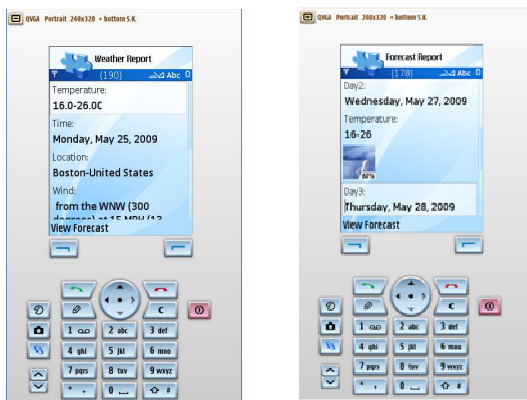 QVGA Portrait 240x320 + bottom S.K.
Weather Report
(190) Abc
Temperature:
16.0-26.0C
Time:
Monday, May 25, 2009
Location:
Boston-United States
Wind:
from the WNW (300
degrees) at 15 MPH (13
View Forecast
C
1
2 abc
3 def
4 ghi
5 jkl
6 mno
7 pqrs
8 tuv
9 wxyz
* .
0
#
QVGA Portrait 240x320 + bottom S.K.
Forecast Report
(178) Abc
Day2:
Wednesday, May 27, 2009
Temperature:
16-26
60%
Day3:
Thursday, May 28, 2009
View Forecast
C
1
2 abc
3 def
4 ghi
5 jkl
6 mno
7 pqrs
8 tuv
9 wxyz
* .
0
#